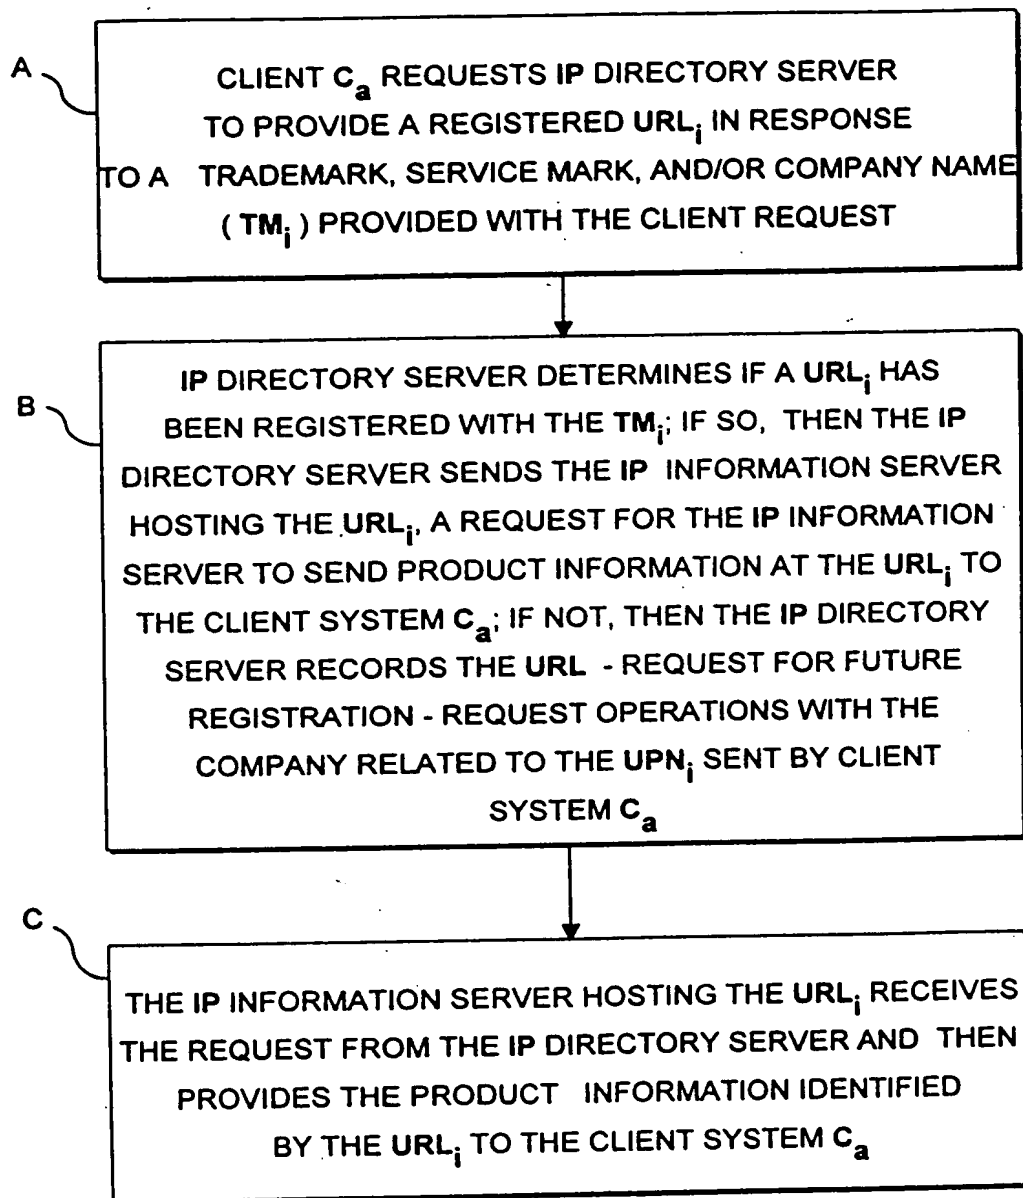 A
CLIENT Ca REQUESTS IP DIRECTORY SERVER
TO PROVIDE A REGISTERED URLi IN RESPONSE
TO A TRADEMARK, SERVICE MARK, AND/OR COMPANY NAME
( TMi ) PROVIDED WITH THE CLIENT REQUEST
B
IP DIRECTORY SERVER DETERMINES IF A URLi HAS
BEEN REGISTERED WITH THE TMi; IF SO, THEN THE IP
DIRECTORY SERVER SENDS THE IP INFORMATION SERVER
HOSTING THE URLi, A REQUEST FOR THE IP INFORMATION
SERVER TO SEND PRODUCT INFORMATION AT THE URLi TO
THE CLIENT SYSTEM Ca; IF NOT, THEN THE IP DIRECTORY
SERVER RECORDS THE URL - REQUEST FOR FUTURE
REGISTRATION - REQUEST OPERATIONS WITH THE
COMPANY RELATED TO THE UPNi SENT BY CLIENT
SYSTEM Ca
C
THE IP INFORMATION SERVER HOSTING THE URLi RECEIVES
THE REQUEST FROM THE IP DIRECTORY SERVER AND THEN
PROVIDES THE PRODUCT INFORMATION IDENTIFIED
BY THE URLi TO THE CLIENT SYSTEM Ca